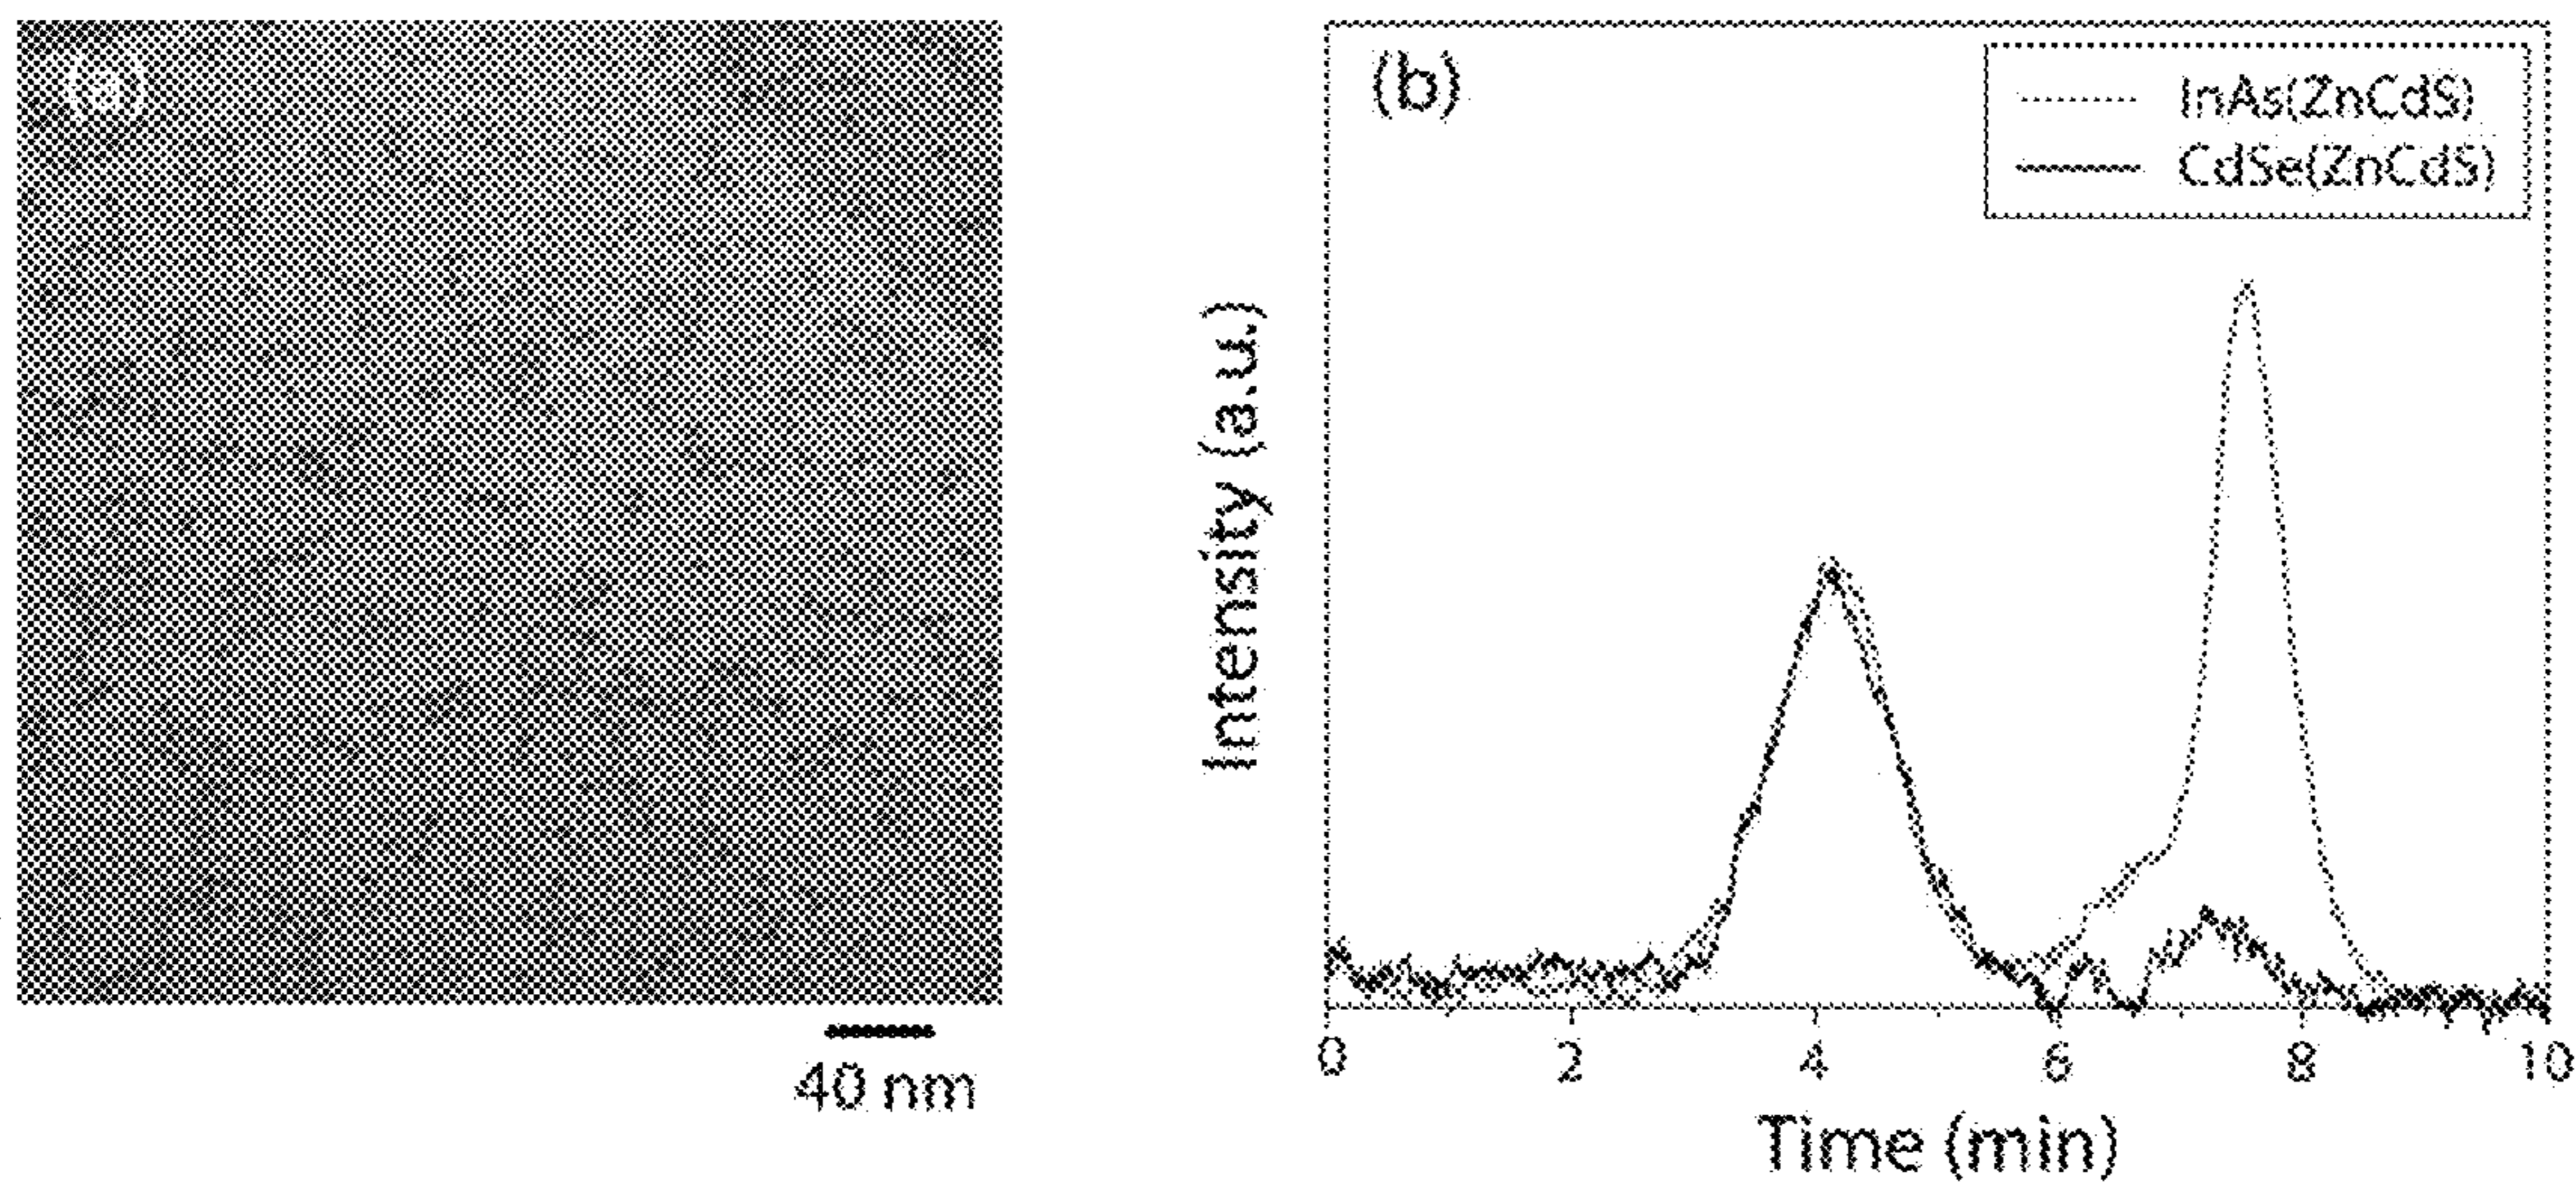 (a)
40 nm
(b)
InAs(ZnCdS)
CdSe(ZnCdS)
Intensity (a.u.)
0 2 4 6 8 10
Time (min)